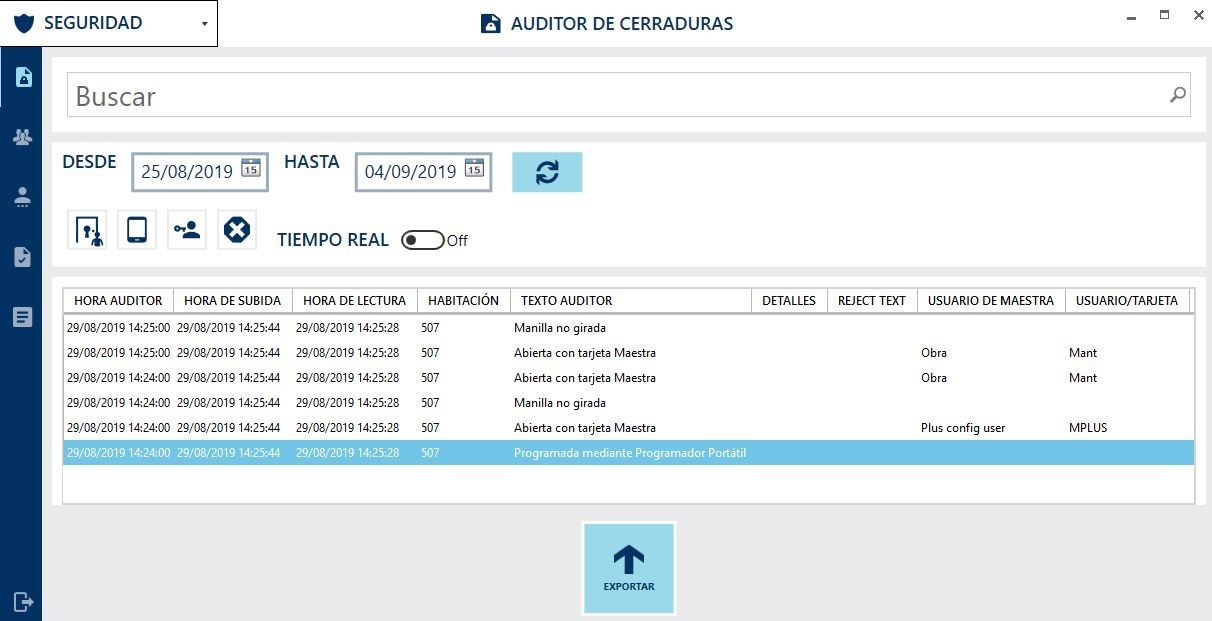 SEGURIDAD
AUDITOR DE CERRADURAS
Buscar
DESDE 25/08/2019 15 HASTA 04/09/2019 15
TIEMPO REAL Off
HORA AUDITOR HORA DE SUBIDA HORA DE LECTURA HABITACIÓN TEXTO AUDITOR DETALLES REJECT TEXT USUARIO DE MAESTRA USUARIO/TARJETA
29/08/2019 14:25:00 29/08/2019 14:25:44 29/08/2019 14:25:28 507 Manilla no girada
29/08/2019 14:25:00 29/08/2019 14:25:44 29/08/2019 14:25:28 507 Abierta con tarjeta Maestra Obra Mant
29/08/2019 14:24:00 29/08/2019 14:25:44 29/08/2019 14:25:28 507 Abierta con tarjeta Maestra Obra Mant
29/08/2019 14:24:00 29/08/2019 14:25:44 29/08/2019 14:25:28 507 Manilla no girada
29/08/2019 14:24:00 29/08/2019 14:25:44 29/08/2019 14:25:28 507 Abierta con tarjeta Maestra Plus config user MPLUS
29/08/2019 14:24:00 29/08/2019 14:25:44 29/08/2019 14:25:28 507 Programada mediante Programador Portátil
EXPORTAR